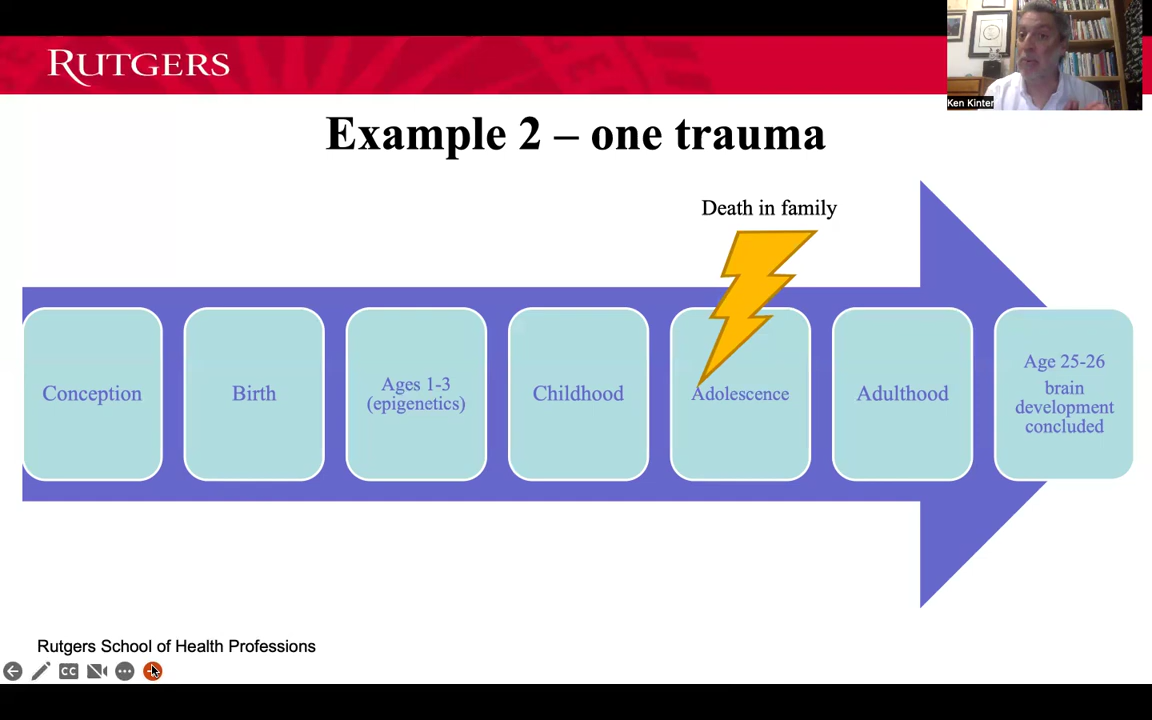 RUTGERS
Ken Kinter
Example 2 – one trauma
Death in family
Conception
Birth
Ages 1-3
(epigenetics)
Childhood
Adolescence
Adulthood
Age 25-26
brain
development
concluded
Rutgers School of Health Professions
CC